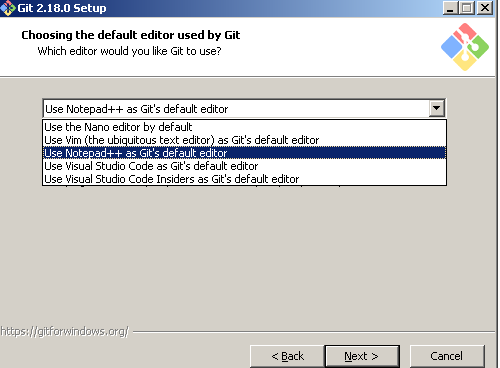 Git 2.18.0 Setup
Choosing the default editor used by Git
Which editor would you like Git to use?
Use Notepad++ as Git's default editor
Use the Nano editor by default
Use Vim (the ubiquitous text editor) as Git's default editor
Use Notepad++ as Git's default editor
Use Visual Studio Code as Git's default editor
Use Visual Studio Code Insiders as Git's default editor
https://gitforwindows.org/
< Back
Next >
Cancel